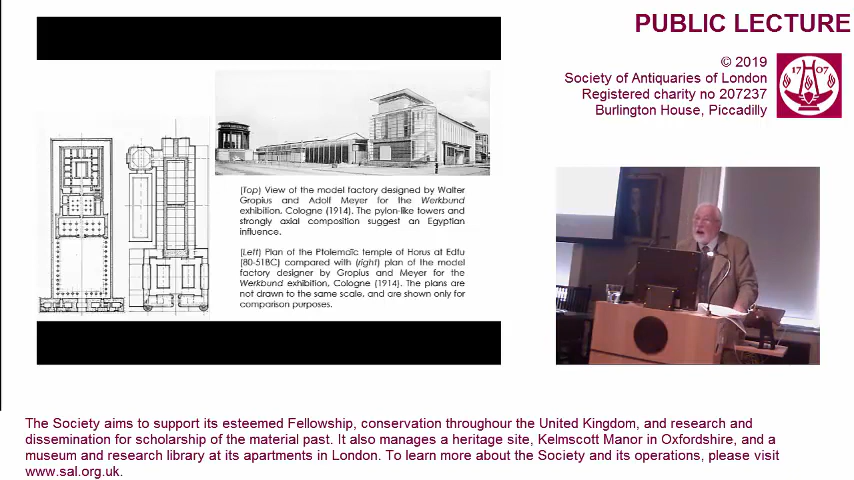 PUBLIC LECTURE
© 2019
Society of Antiquaries of London
Registered charity no 207237
Burlington House, Piccadilly
17 07
(Top) View of the model factory designed by Walter
Gropius and Adolf Meyer for the Werkbund
exhibition, Cologne (1914). The pylon-like towers and
strongly axial composition suggest an Egyptian
influence.
(Left) Plan of the Ptolemaïc temple of Horus at Edfu
(80-51BC) compared with (right) plan of the model
factory designer by Gropius and Meyer for the
Werkbund exhibition, Cologne (1914). The plans are
not drawn to the same scale, and are shown only for
comparison purposes.
The Society aims to support its esteemed Fellowship, conservation throughour the United Kingdom, and research and
dissemination for scholarship of the material past. It also manages a heritage site, Kelmscott Manor in Oxfordshire, and a
museum and research library at its apartments in London. To learn more about the Society and its operations, please visit
www.sal.org.uk.